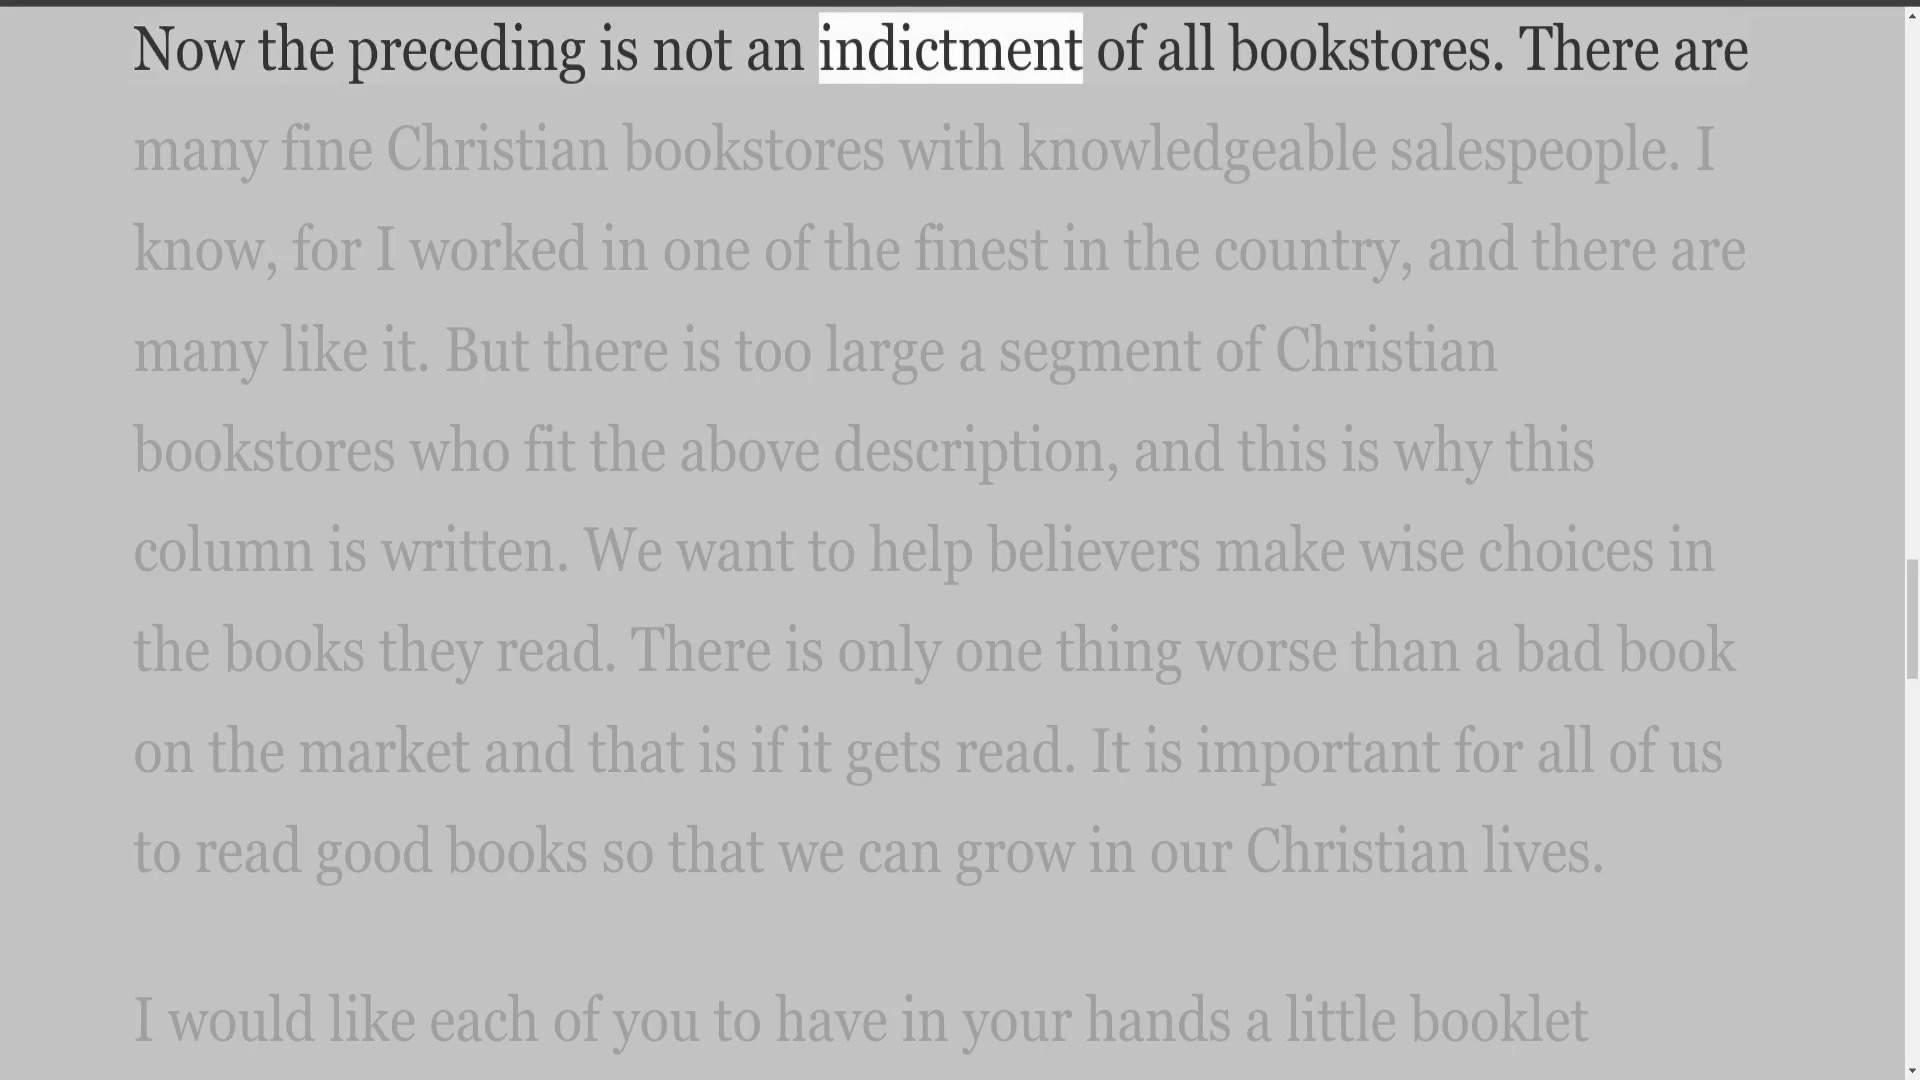 Now the preceding is not an indictment of all bookstores. There are
many fine Christian bookstores with knowledgeable salespeople. I
know, for I worked in one of the finest in the country, and there are
many like it. But there is too large a segment of Christian
bookstores who fit the above description, and this is why this
column is written. We want to help believers make wise choices in
the books they read. There is only one thing worse than a bad book
on the market and that is if it gets read. It is important for all of us
to read good books so that we can grow in our Christian lives.
I would like each of you to have in your hands a little booklet